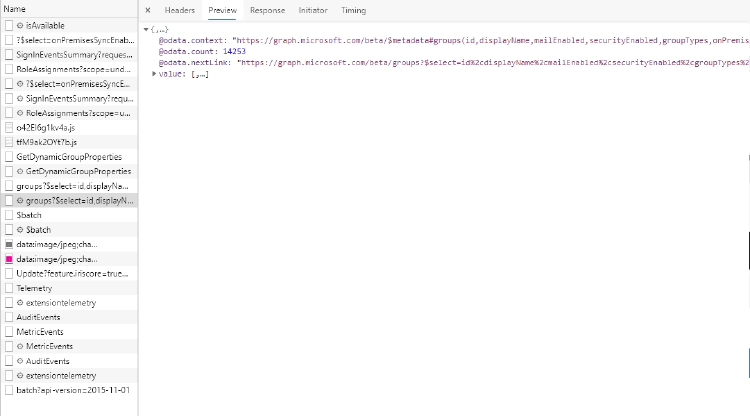 Name
Headers Preview Response Initiator Timing
isAvailable
?$select=onPremisesSyncEnab...
SignInEventsSummary?reques...
RoleAssignments?scope=und...
?$select=onPremisesSyncE...
SignInEventsSummary?requ...
RoleAssignments?scope=u...
o42EI6g1kv4a.js
tfM9ak2OYt7b.js
GetDynamicGroupProperties
GetDynamicGroupProperties
groups?$select=id,displayNa...
groups?$select=id,displayN...
$batch
$batch
data:image/jpeg;cha...
data:image/jpeg;cha...
Update?feature.iriscore=true...
Telemetry
extensiontelemetry
AuditEvents
MetricEvents
MetricEvents
AuditEvents
extensiontelemetry
batch?api-version=2015-11-01
{,…}
@odata.context: "https://graph.microsoft.com/beta/$metadata#groups(id,displayName,mailEnabled,securityEnabled,groupTypes,onPremis
@odata.count: 14253
@odata.nextLink: "https://graph.microsoft.com/beta/groups?$select=id%2cdisplayName%2cmailEnabled%2csecurityEnabled%2cgroupTypes%2
value: [,…]